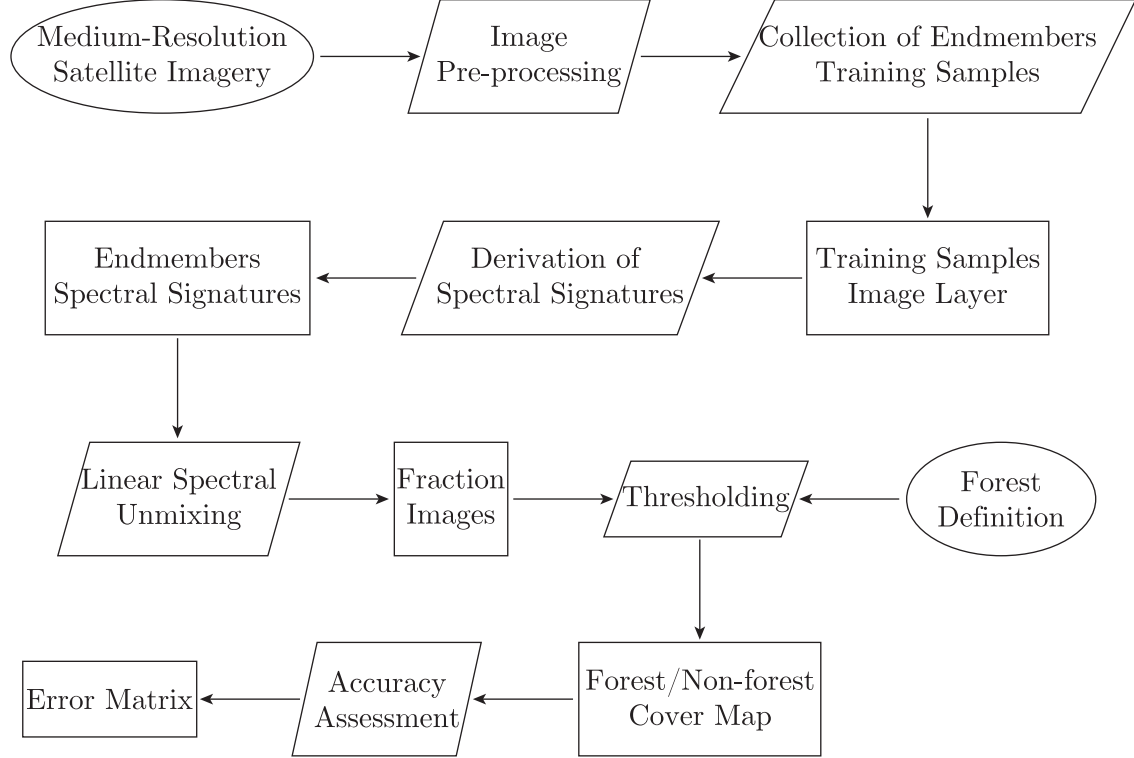 Medium-Resolution
Satellite Imagery
Image
Pre-processing
Collection of Endmembers
Training Samples
Endmembers
Spectral Signatures
Derivation of
Spectral Signatures
Training Samples
Image Layer
Linear Spectral
Unmixing
Fraction
Images
Thresholding
Forest
Definition
Error Matrix
Accuracy
Assessment
Forest/Non-forest
Cover Map